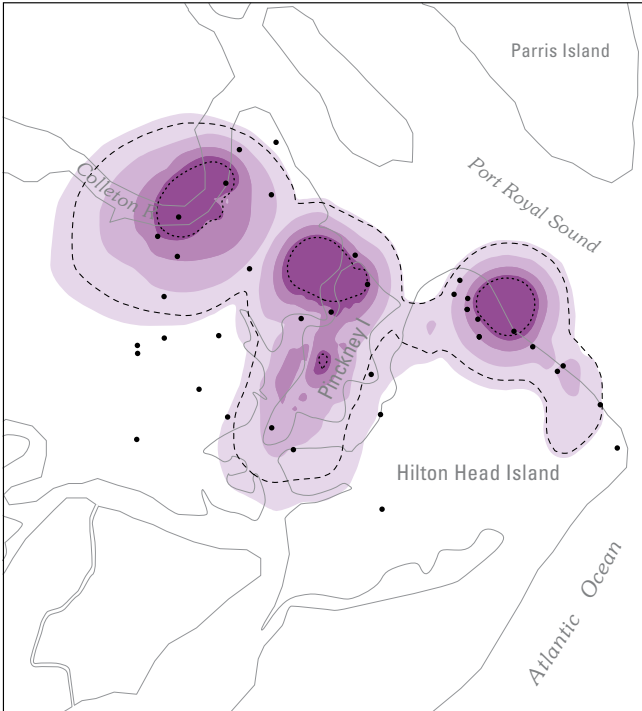 Parris Island
Port Royal Sound
Colleton R
Pinckney I
Hilton Head Island
Atlantic Ocean